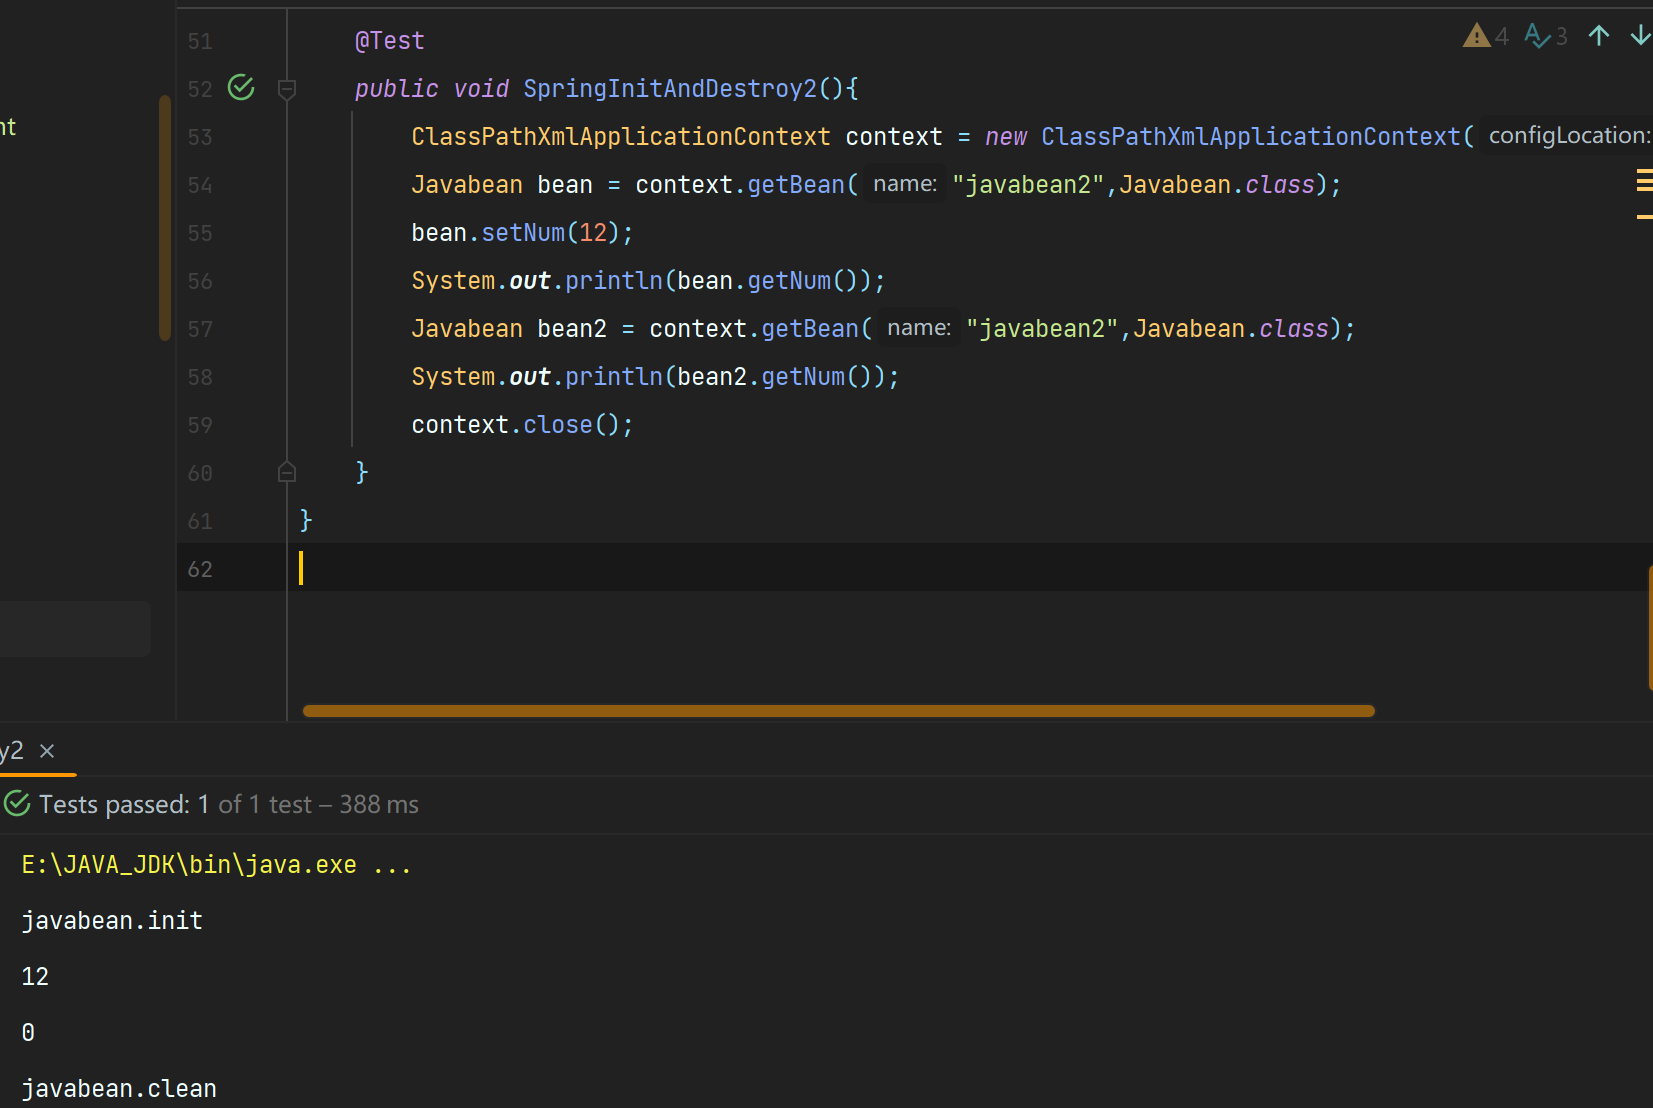 51 @Test
4 3
52 public void SpringInitAndDestroy2(){
nt
53 ClassPathXmlApplicationContext context = new ClassPathXmlApplicationContext( configLocation:
54 Javabean bean = context.getBean( name: "javabean2",Javabean.class);
55 bean.setNum(12);
56 System.out.println(bean.getNum());
57 Javabean bean2 = context.getBean( name: "javabean2",Javabean.class);
58 System.out.println(bean2.getNum());
59 context.close();
60 }
61 }
62
y2 ×
Tests passed: 1 of 1 test – 388 ms
E:\JAVA_JDK\bin\java.exe ...
javabean.init
12
0
javabean.clean